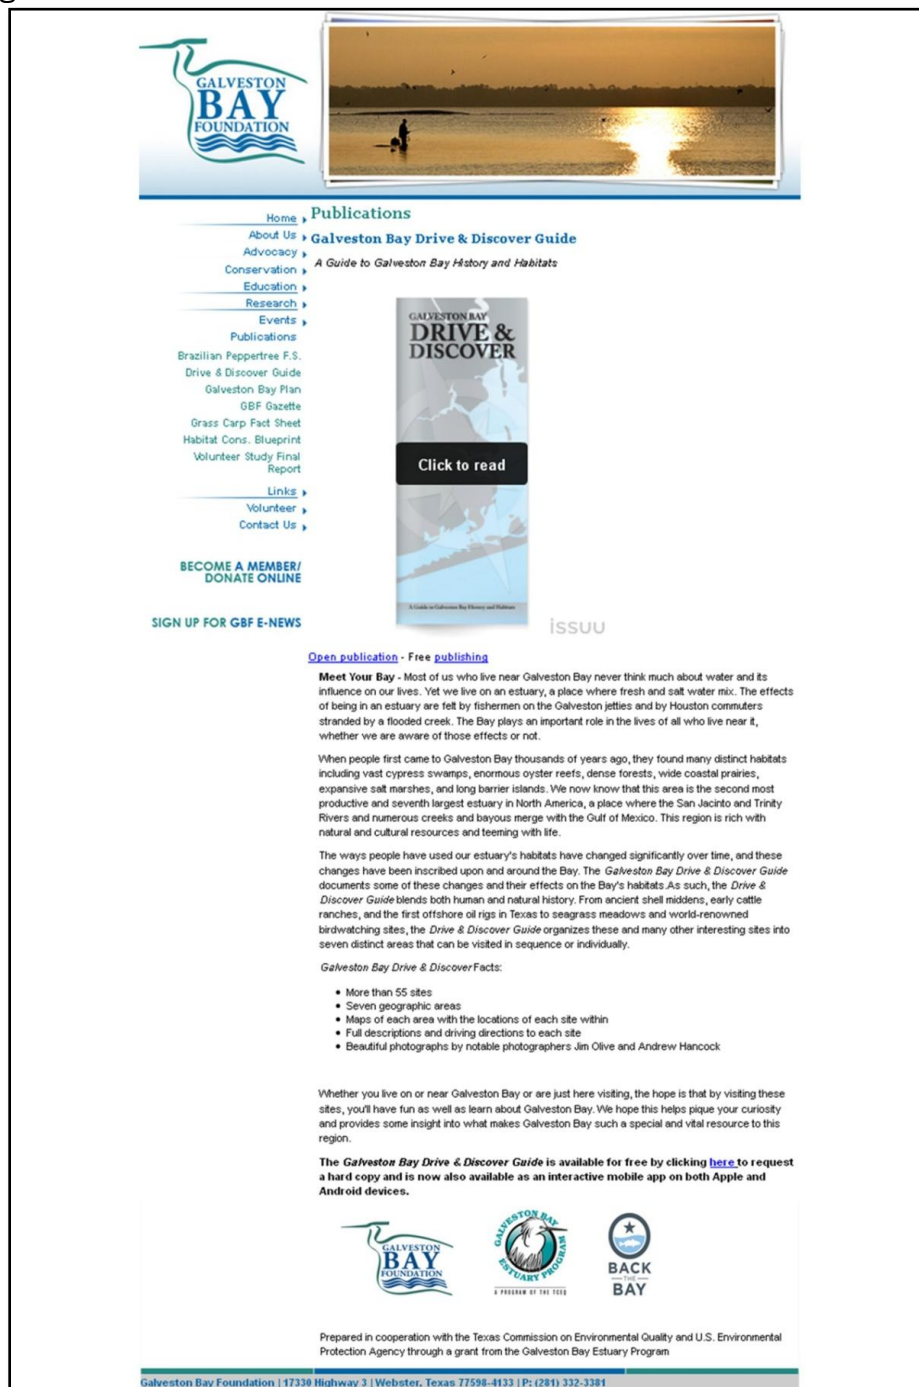 g
GALVESTON
BAY
FOUNDATION
Home
About Us
Advocacy
Conservation
Education
Research
Events
Publications
Brazilian Peppertree F.S.
Drive & Discover Guide
Galveston Bay Plan
GBF Gazette
Grass Carp Fact Sheet
Habitat Cons. Blueprint
Volunteer Study Final
Report
Links
Volunteer
Contact Us
BECOME A MEMBER/
DONATE ONLINE
SIGN UP FOR GBF E-NEWS
Publications
Galveston Bay Drive & Discover Guide
A Guide to Galveston Bay History and Habitats
GALVESTON BAY
DRIVE &
DISCOVER
Click to read
A Guide to Galveston Bay History and Habitats
issuu
Open publication - Free publishing
Meet Your Bay - Most of us who live near Galveston Bay never think much about water and its
influence on our lives. Yet we live on an estuary, a place where fresh and salt water mix. The effects
of being in an estuary are felt by fishermen on the Galveston jetties and by Houston commuters
stranded by a flooded creek. The Bay plays an important role in the lives of all who live near it,
whether we are aware of those effects or not.
When people first came to Galveston Bay thousands of years ago, they found many distinct habitats
including vast cypress swamps, enormous oyster reefs, dense forests, wide coastal prairies,
expansive salt marshes, and long barrier islands. We now know that this area is the second most
productive and seventh largest estuary in North America, a place where the San Jacinto and Trinity
Rivers and numerous creeks and bayous merge with the Gulf of Mexico. This region is rich with
natural and cultural resources and teeming with life.
The ways people have used our estuary's habitats have changed significantly over time, and these
changes have been inscribed upon and around the Bay. The Galveston Bay Drive & Discover Guide
documents some of these changes and their effects on the Bay's habitats.As such, the Drive &
Discover Guide blends both human and natural history. From ancient shell middens, early cattle
ranches, and the first offshore oil rigs in Texas to seagrass meadows and world-renowned
birdwatching sites, the Drive & Discover Guide organizes these and many other interesting sites into
seven distinct areas that can be visited in sequence or individually.
Galveston Bay Drive & Discover Facts:
• More than 55 sites
• Seven geographic areas
• Maps of each area with the locations of each site within
• Full descriptions and driving directions to each site
• Beautiful photographs by notable photographers Jim Olive and Andrew Hancock
Whether you live on or near Galveston Bay or are just here visiting, the hope is that by visiting these
sites, you'll have fun as well as learn about Galveston Bay. We hope this helps pique your curiosity
and provides some insight into what makes Galveston Bay such a special and vital resource to this
region.
The Galveston Bay Drive & Discover Guide is available for free by clicking here to request
a hard copy and is now also available as an interactive mobile app on both Apple and
Android devices.
GALVESTON
BAY
FOUNDATION
GALVESTON BAY
ESTUARY PROGRAM
A PROGRAM OF THE TCEQ
BACK
THE
BAY
Prepared in cooperation with the Texas Commission on Environmental Quality and U.S. Environmental
Protection Agency through a grant from the Galveston Bay Estuary Program
Galveston Bay Foundation | 17330 Highway 3 | Webster, Texas 77598-4133 | P: (281) 332-3381